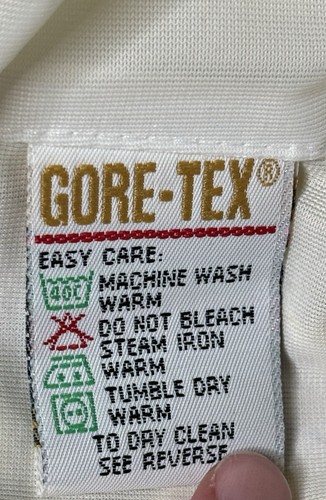 GORE-TEX®
EASY CARE:
MACHINE WASH
WARM
DO NOT BLEACH
STEAM IRON
WARM
TUMBLE DRY
WARM
TO DRY CLEAN
SEE REVERSE